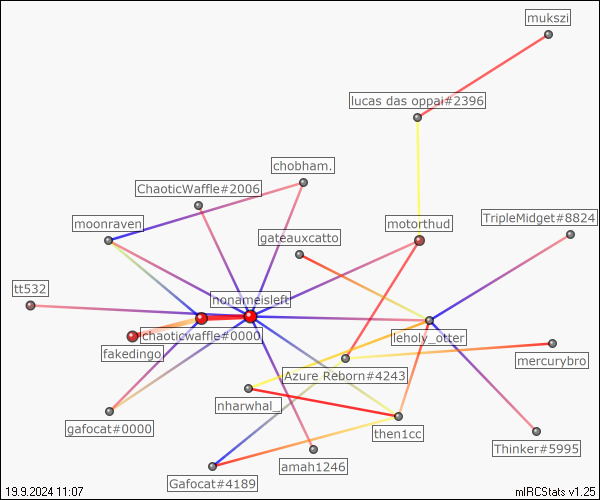 mukszi
lucas das oppai#2396
chobham.
ChaoticWaffle#2006
moonraven
motorthud
TripleMidget#8824
gateauxcatto
tt532
nonameisleft
chaoticwaffle#0000
leholy_otter
fakedingo
mercurybro
Azure Reborn#4243
nharwhal_
gafocat#0000
then1cc
Thinker#5995
amah1246
Gafocat#4189
19.9.2024 11:07
mIRCStats v1.25